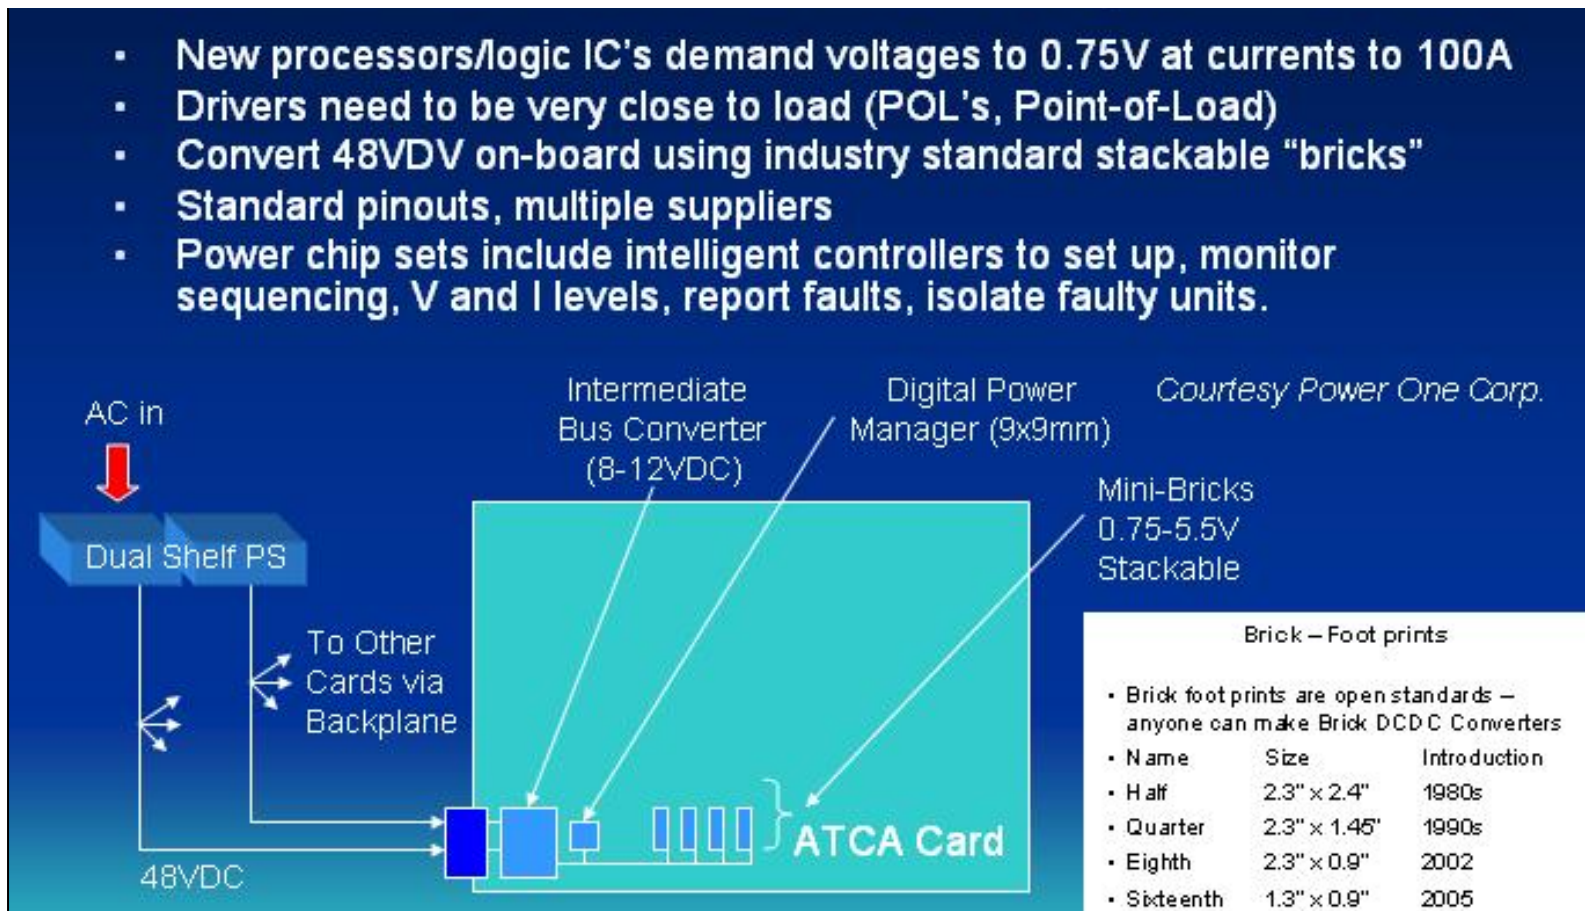 ▪ New processors/logic IC's demand voltages to 0.75V at currents to 100A
▪ Drivers need to be very close to load (POL's, Point-of-Load)
▪ Convert 48VDV on-board using industry standard stackable “bricks”
▪ Standard pinouts, multiple suppliers
▪ Power chip sets include intelligent controllers to set up, monitor
sequencing, V and I levels, report faults, isolate faulty units.
AC in
Dual Shelf PS
To Other
Cards via
Backplane
48VDC
Intermediate
Bus Converter
(8-12VDC)
Digital Power
Manager (9x9mm)
Courtesy Power One Corp.
Mini-Bricks
0.75-5.5V
Stackable
ATCA Card
Brick – Foot prints
• Brick foot prints are open standards –
anyone can make Brick DCDC Converters
• Name Size Introduction
• Half 2.3" x 2.4" 1980s
• Quarter 2.3" x 1.45" 1990s
• Eighth 2.3" x 0.9" 2002
• Sixteenth 1.3" x 0.9" 2005